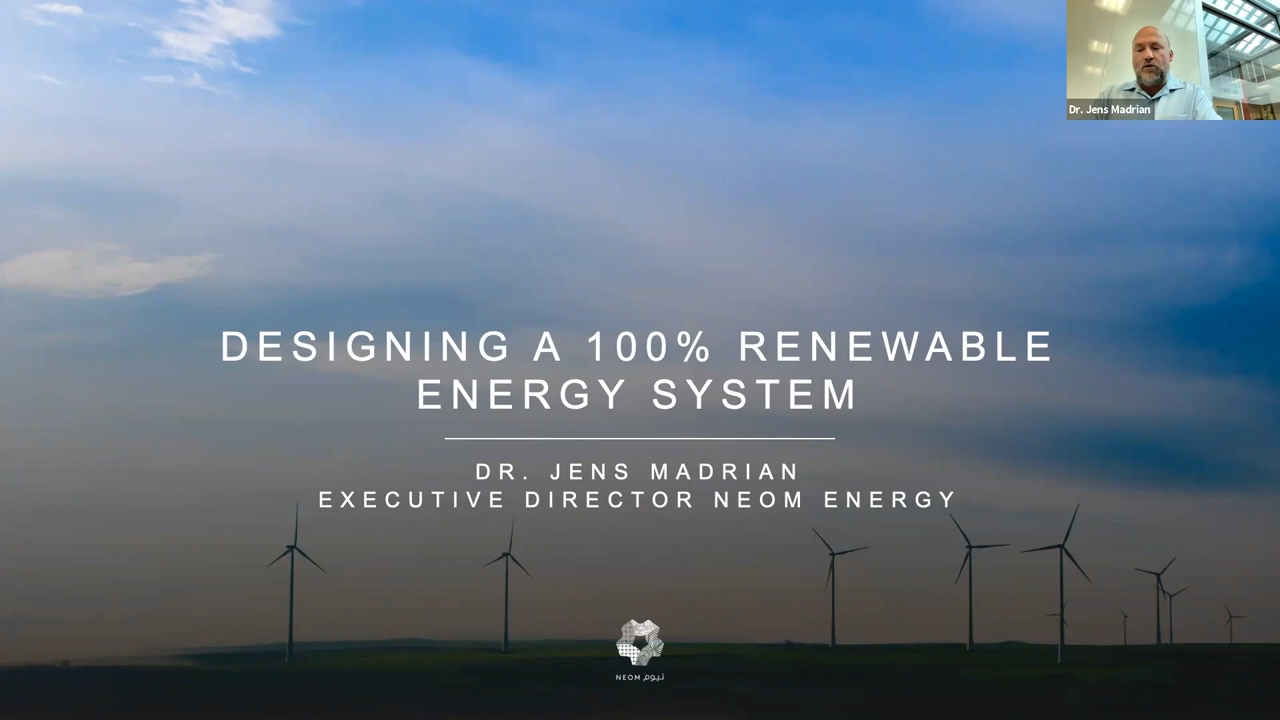 Dr. Jens Madrian
DESIGNING A 100% RENEWABLE
ENERGY SYSTEM
DR. JENS MADRIAN
EXECUTIVE DIRECTOR NEOM ENERGY
NEOM نيوم